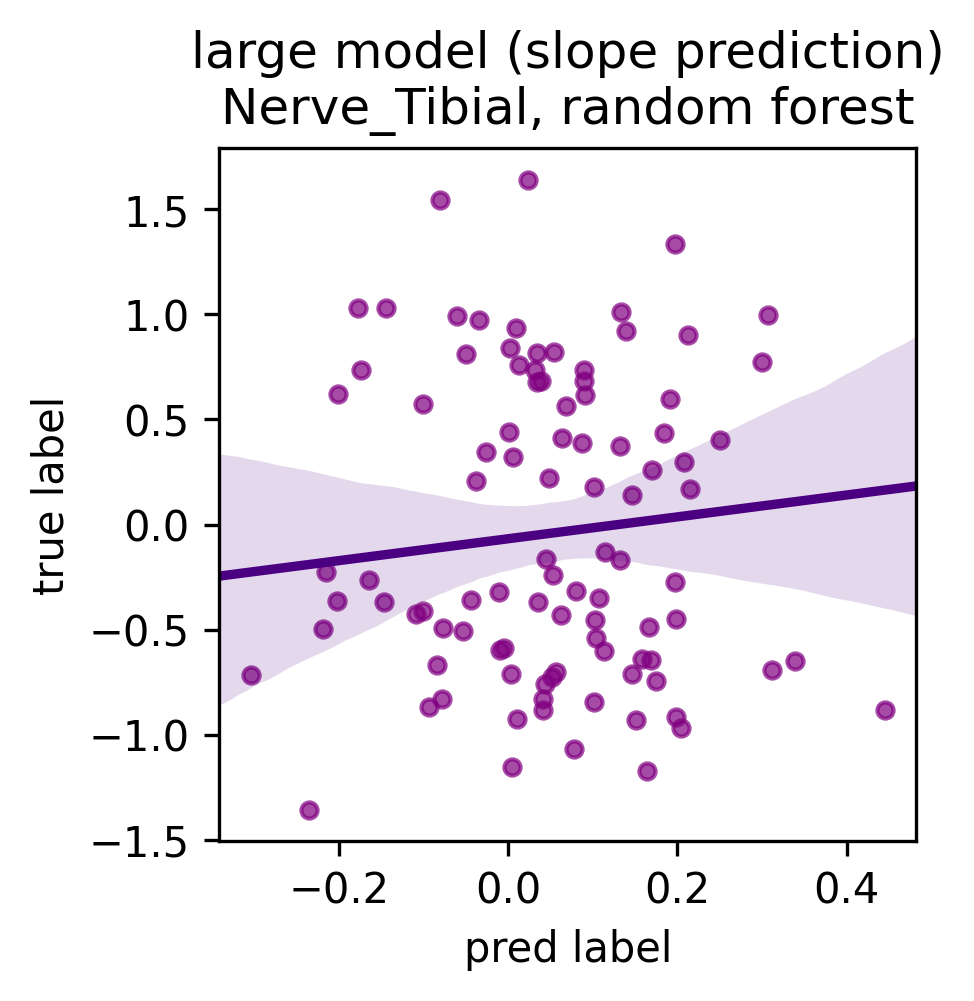 large model (slope prediction)
Nerve_Tibial, random forest
1.5
1.0
0.5
0.0
−0.5
−1.0
−1.5
true label
−0.2
0.0
0.2
0.4
pred label